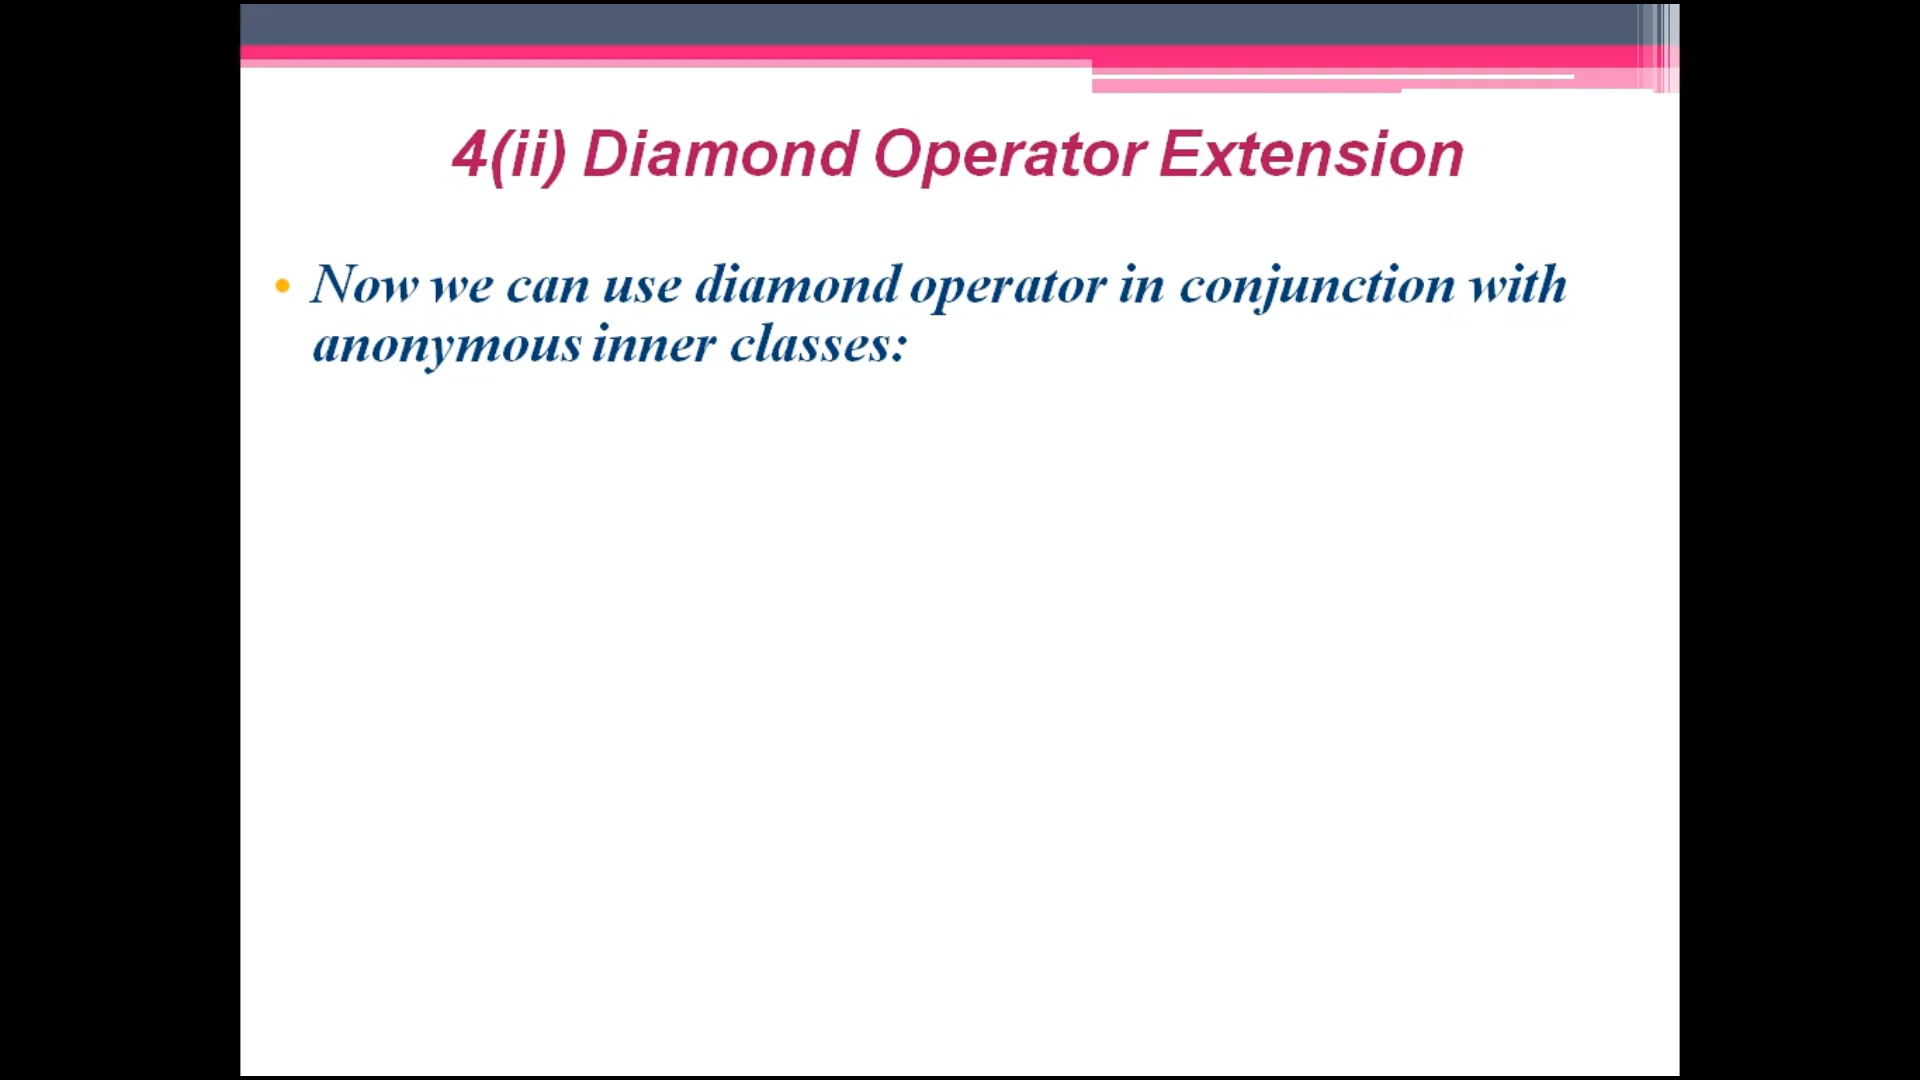 4(ii) Diamond Operator Extension
• Now we can use diamond operator in conjunction with
anonymous inner classes: